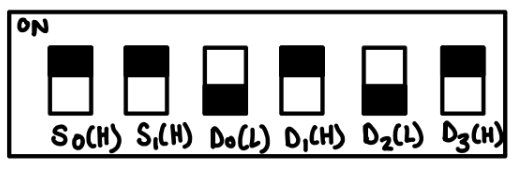 ON
S₀(H) S₁(H) D₀(L) D₁(H) D₂(L) D₃(H)